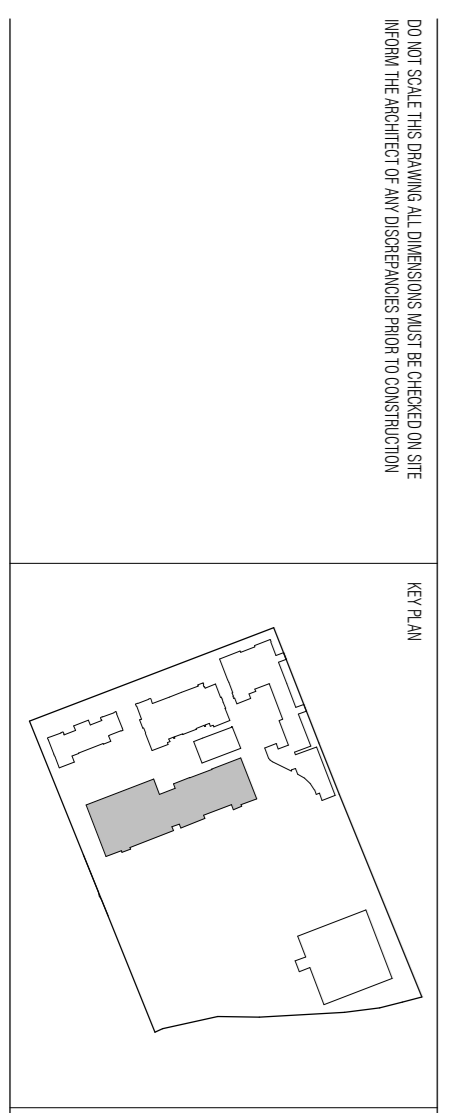 DO NOT SCALE THIS DRAWING ALL DIMENSIONS MUST BE CHECKED ON SITE
INFORM THE ARCHITECT OF ANY DISCREPANCIES PRIOR TO CONSTRUCTION
KEY PLAN